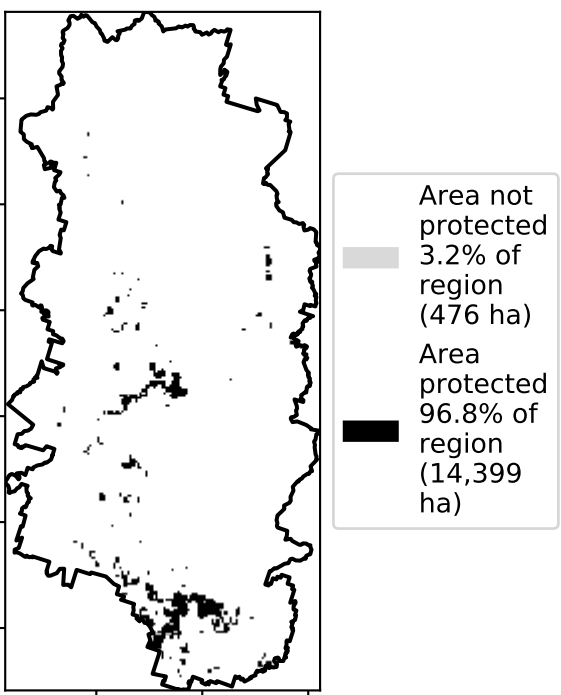 Area not
protected
3.2% of
region
(476 ha)
Area
protected
96.8% of
region
(14,399
ha)